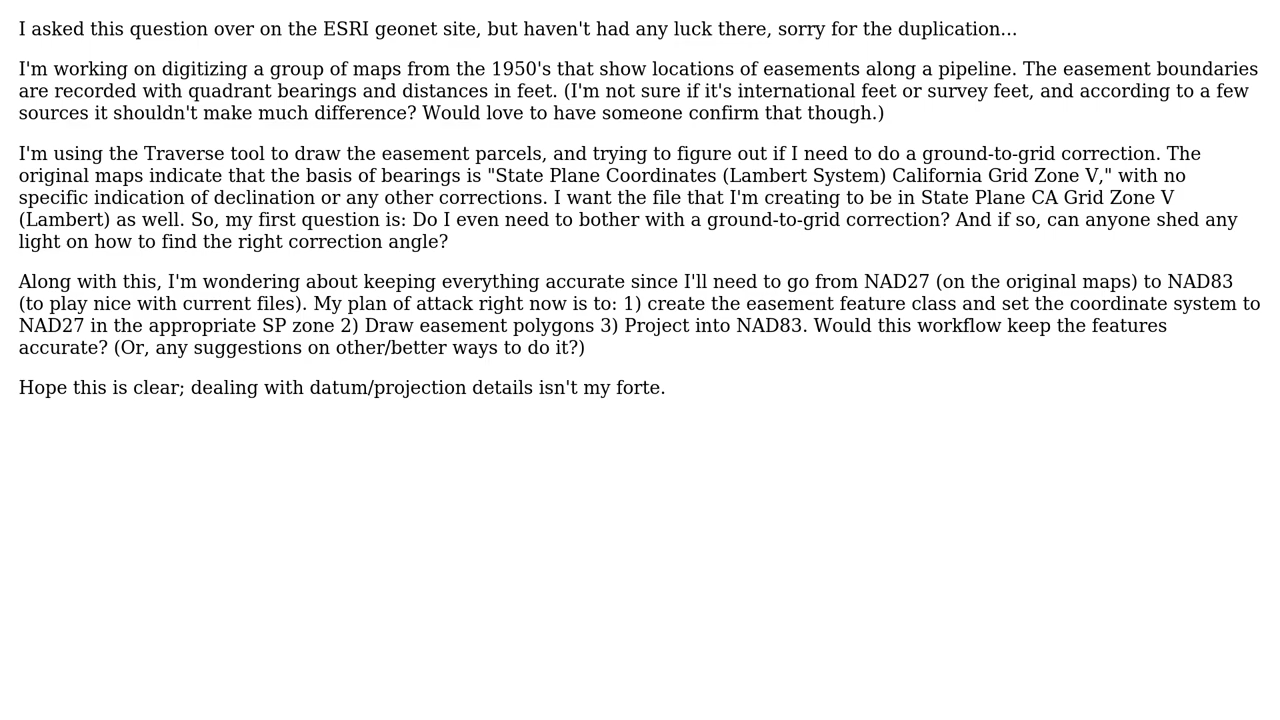 I asked this question over on the ESRI geonet site, but haven't had any luck there, sorry for the duplication...
I'm working on digitizing a group of maps from the 1950's that show locations of easements along a pipeline. The easement boundaries
are recorded with quadrant bearings and distances in feet. (I'm not sure if it's international feet or survey feet, and according to a few
sources it shouldn't make much difference? Would love to have someone confirm that though.)
I'm using the Traverse tool to draw the easement parcels, and trying to figure out if I need to do a ground-to-grid correction. The
original maps indicate that the basis of bearings is "State Plane Coordinates (Lambert System) California Grid Zone V," with no
specific indication of declination or any other corrections. I want the file that I'm creating to be in State Plane CA Grid Zone V
(Lambert) as well. So, my first question is: Do I even need to bother with a ground-to-grid correction? And if so, can anyone shed any
light on how to find the right correction angle?
Along with this, I'm wondering about keeping everything accurate since I'll need to go from NAD27 (on the original maps) to NAD83
(to play nice with current files). My plan of attack right now is to: 1) create the easement feature class and set the coordinate system to
NAD27 in the appropriate SP zone 2) Draw easement polygons 3) Project into NAD83. Would this workflow keep the features
accurate? (Or, any suggestions on other/better ways to do it?)
Hope this is clear; dealing with datum/projection details isn't my forte.